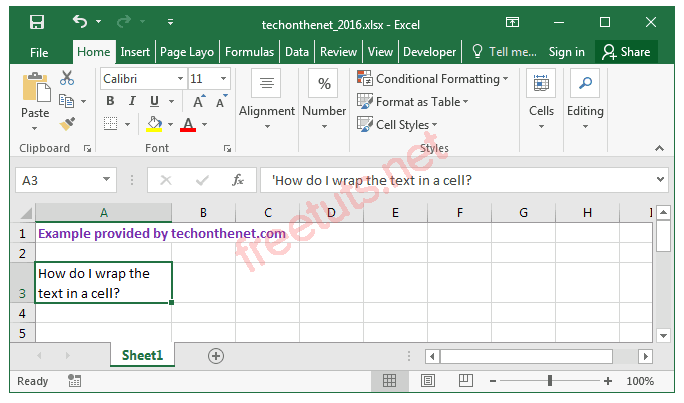 techonthenet_2016.xlsx - Excel
File Home Insert Page Layo Formulas Data Review View Developer Tell me... Sign in Share
Calibri 11 Conditional Formatting
Paste B I U A A Alignment % Number Format as Table Cells Editing
A Cell Styles
Clipboard Font Styles
A3 fx 'How do I wrap the text in a cell?
A B C D E F G H I
1 Example provided by techonthenet.com
2
How do I wrap the
3 text in a cell?
4
5
Sheet1
Ready 100%
freetuts.net